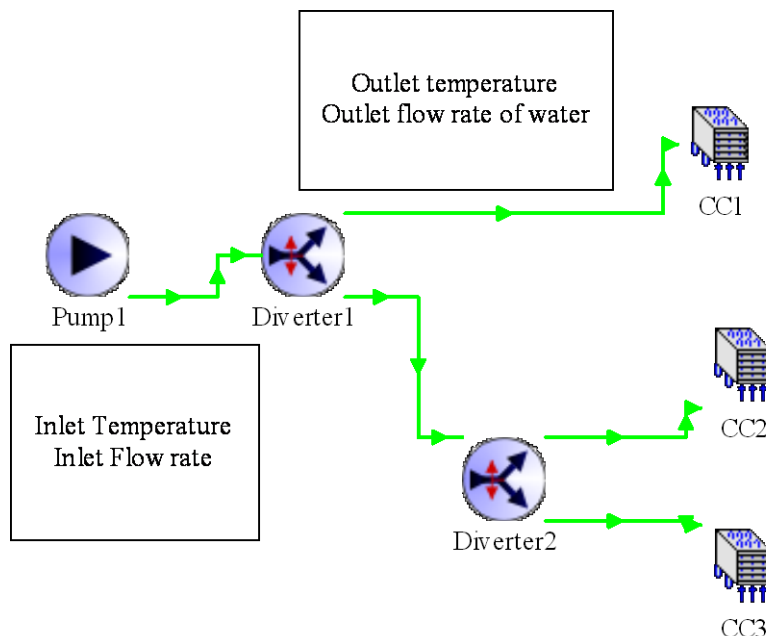 Outlet temperature
Outlet flow rate of water
CC1
Pump1
Diverter1
Inlet Temperature
Inlet Flow rate
CC2
Diverter2
CC3